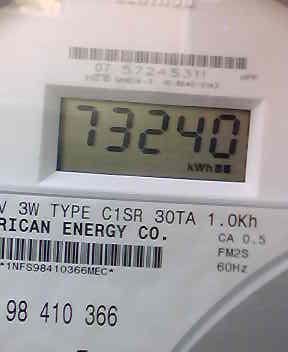 07 57245311
73240
kWh
V 3W TYPE C1SR 30TA 1.0Kh
RICAN ENERGY CO.
CA 0.5
FM2S
60Hz
*1NFS98410366MEC*
98 410 366